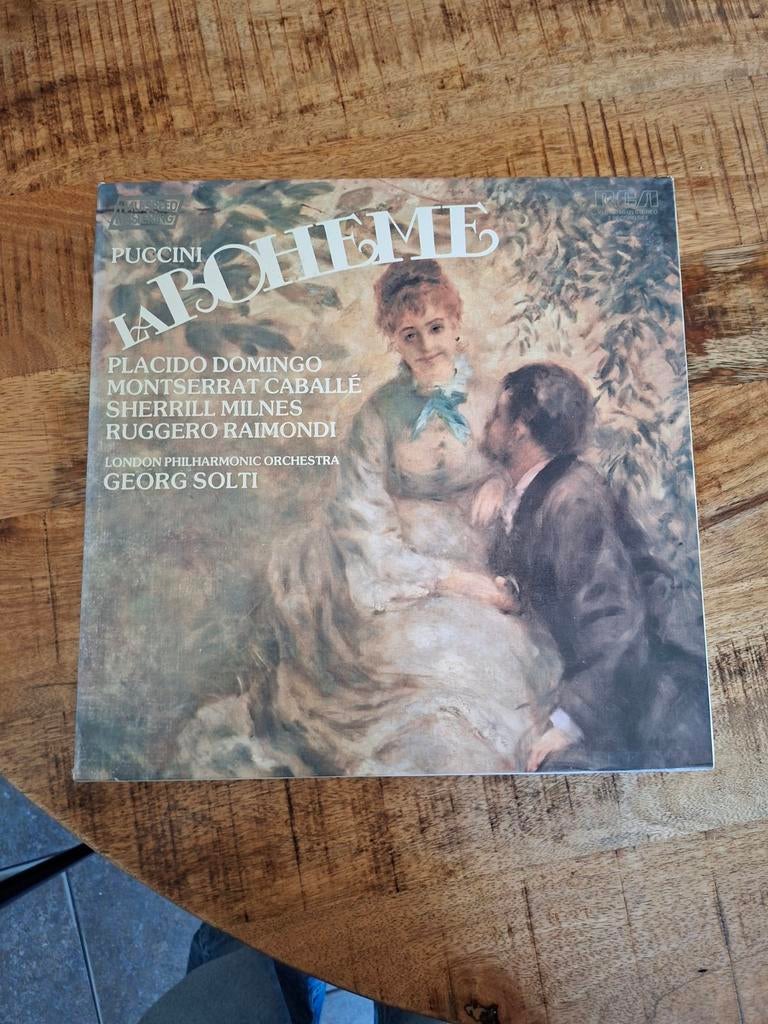 RCA
PUCCINI
LA BOHEME
PLACIDO DOMINGO
MONTSERRAT CABALLÉ
SHERRILL MILNES
RUGGERO RAIMONDI
LONDON PHILHARMONIC ORCHESTRA
GEORG SOLTI